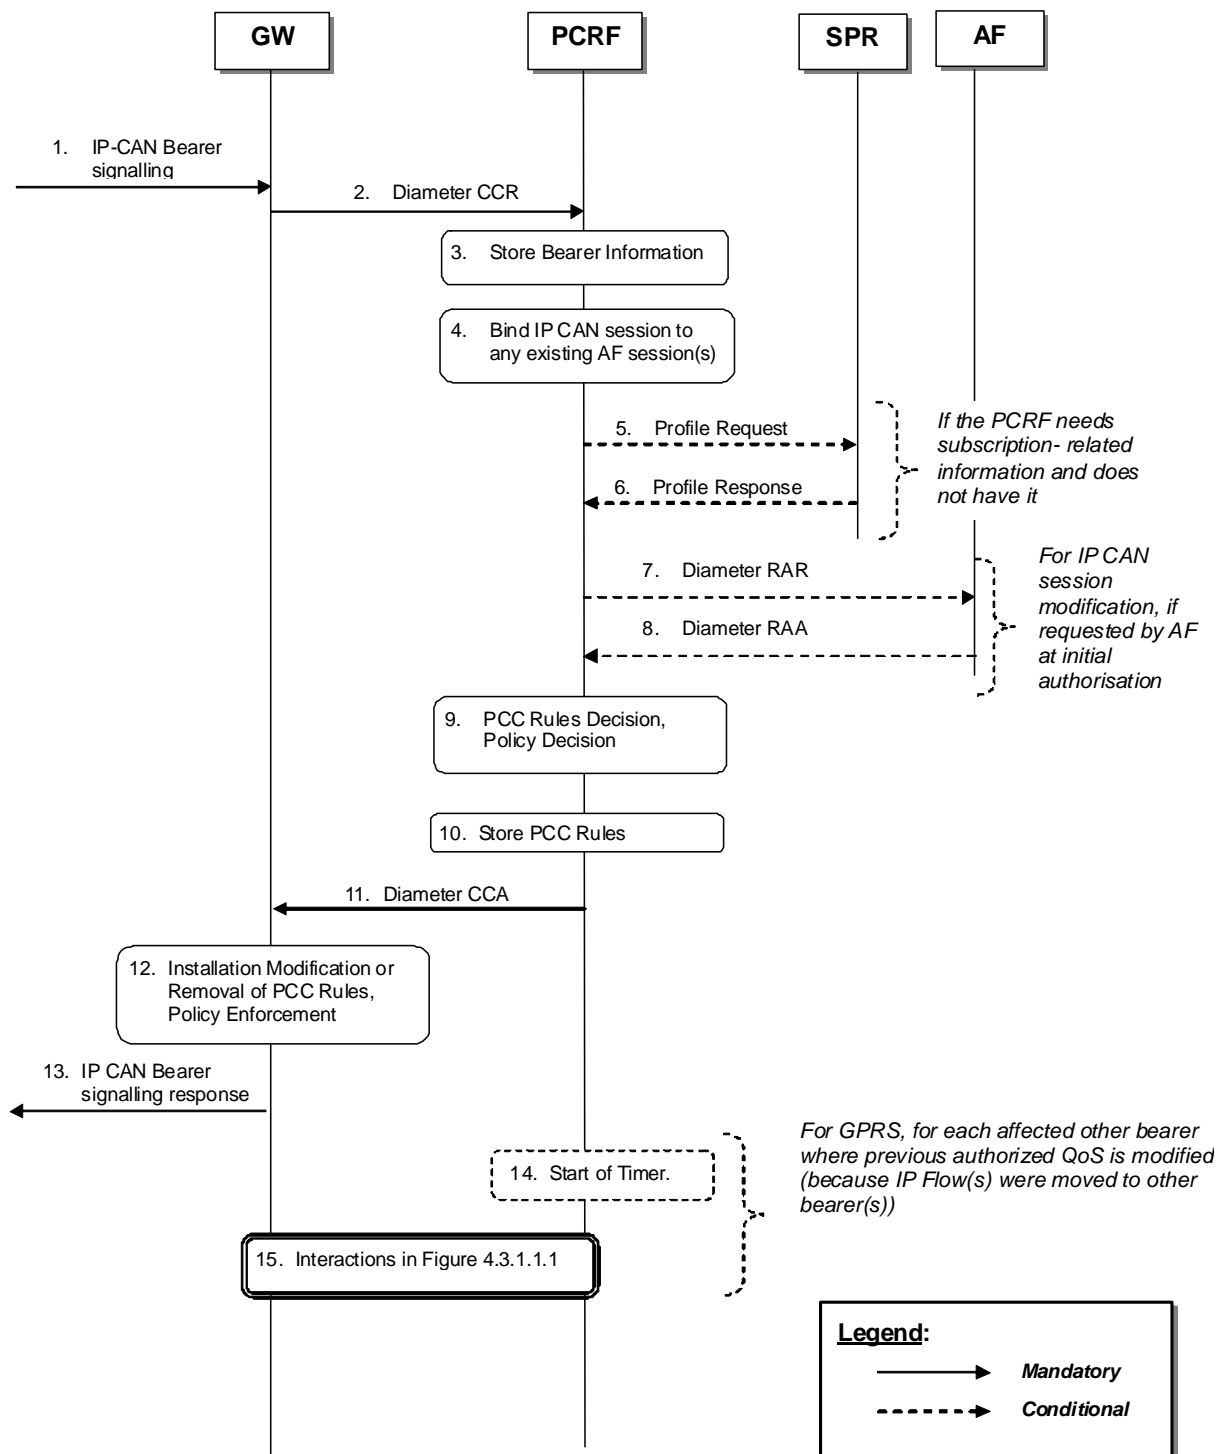 GW
PCRF
SPR
AF
1. IP-CAN Bearer
signalling
2. Diameter CCR
3. Store Bearer Information
4. Bind IP CAN session to
any existing AF session(s)
5. Profile Request
6. Profile Response
If the PCRF needs
subscription- related
information and does
not have it
7. Diameter RAR
8. Diameter RAA
For IP CAN
session
modification, if
requested by AF
at initial
authorisation
9. PCC Rules Decision,
Policy Decision
10. Store PCC Rules
11. Diameter CCA
12. Installation Modification or
Removal of PCC Rules,
Policy Enforcement
13. IP CAN Bearer
signalling response
For GPRS, for each affected other bearer
where previous authorized QoS is modified
(because IP Flow(s) were moved to other
bearer(s))
14. Start of Timer.
15. Interactions in Figure 4.3.1.1.1
Legend:
Mandatory
Conditional